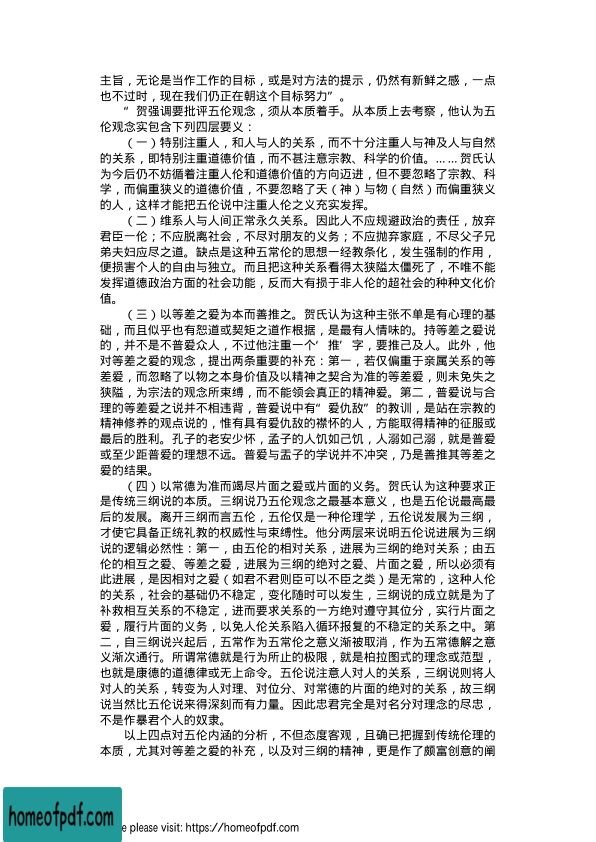 主旨，无论是当作工作的目标，或是对方法的提示，仍然有新鲜之感，一点
也不过时，现在我们仍正在朝这个目标努力”。
“贺强调要批评五伦观念，须从本质着手。从本质上去考察，他认为五
伦观念实包含下列四层要义：
（一）特别注重人，和人与人的关系，而不十分注重人与神及人与自然
的关系，即特别注重道德价值，而不甚注意宗教、科学的价值。……贺氏认
为今后仍不妨循着注重人伦和道德价值的方向迈进，但不要忽略了宗教、科
学，而偏重狭义的道德价值，不要忽略了天（神）与物（自然）而偏重狭义
的人，这样才能把五伦说中注重人伦之义充实发挥。
（二）维系人与人间正常永久关系。因此人不应规避政治的责任，放弃
君臣一伦；不应脱离社会，不尽对朋友的义务；不应抛弃家庭，不尽父子兄
弟夫妇应尽之道。缺点是这种五常伦的思想一经教条化，发生强制的作用，
便损害个人的自由与独立。而且把这种关系看得太狭隘太僵死了，不唯不能
发挥道德政治方面的社会功能，反而大有损于非人伦的超社会的种种文化价
值。
（三）以等差之爱为本而善推之。贺氏认为这种主张不单是有心理的基
础，而且似乎也有恕道或契矩之道作根据，是最有人情味的。持等差之爱说
的，并不是不普爱众人，不过他注重一个‘推’字，要推己及人。此外，他
对等差之爱的观念，提出两条重要的补充：第一，若仅偏重于亲属关系的等
差爱，而忽略了以物之本身价值及以精神之契合为准的等差爱，则未免失之
狭隘，为宗法的观念所束缚，而不能领会真正的精神爱。第二，普爱说与合
理的等差爱之说并不相违背，普爱说中有“爱仇敌”的教训，是站在宗教的
精神修养的观点说的，惟有具有爱仇敌的襟怀的人，方能取得精神的征服或
最后的胜利。孔子的老安少怀，孟子的人饥如己饥，人溺如己溺，就是普爱
或至少距普爱的理想不远。普爱与孟子的学说并不冲突，乃是善推其等差之
爱的结果。
（四）以常德为准而竭尽片面之爱或片面的义务。贺氏认为这种要求正
是传统三纲说的本质。三纲说乃五伦观念之最基本意义，也是五伦说最高最
后的发展。离开三纲而言五伦，五伦仅是一种伦理学，五伦说发展为三纲，
才使它具备正统礼教的权威性与束缚性。他分两层来说明五伦说进展为三纲
说的逻辑必然性：第一，由五伦的相对关系，进展为三纲的绝对关系；由五
伦的相互之爱、等差之爱，进展为三纲的绝对之爱、片面之爱，所以必须有
此进展，是因相对之爱（如君不君则臣可以不臣之类）是无常的，这种人伦
的关系，社会的基础仍不稳定，变化随时可以发生，三纲说的成立就是为了
补救相互关系的不稳定，进而要求关系的一方绝对遵守其位分，实行片面之
爱，履行片面的义务，以免人伦关系陷入循环报复的不稳定的关系之中。第
二，自三纲说兴起后，五常作为五常伦之意义渐被取消，作为五常德解之意
义渐次通行。所谓常德就是行为所止的极限，就是柏拉图式的理念或范型，
也就是康德的道德律或无上命令。五伦说注意人对人的关系，三纲说则将人
对人的关系，转变为人对理、对位分、对常德的片面的绝对的关系，故三纲
说当然比五伦说来得深刻而有力量。因此忠君完全是对名分对理念的尽忠，
不是作暴君个人的奴隶。
以上四点对五伦内涵的分析，不但态度客观，且确已把握到传统伦理的
本质，尤其对等差之爱的补充，以及对三纲的精神，更是作了颇富创意的阐
homeofpdf.com
please visit: https://homeofpdf.com